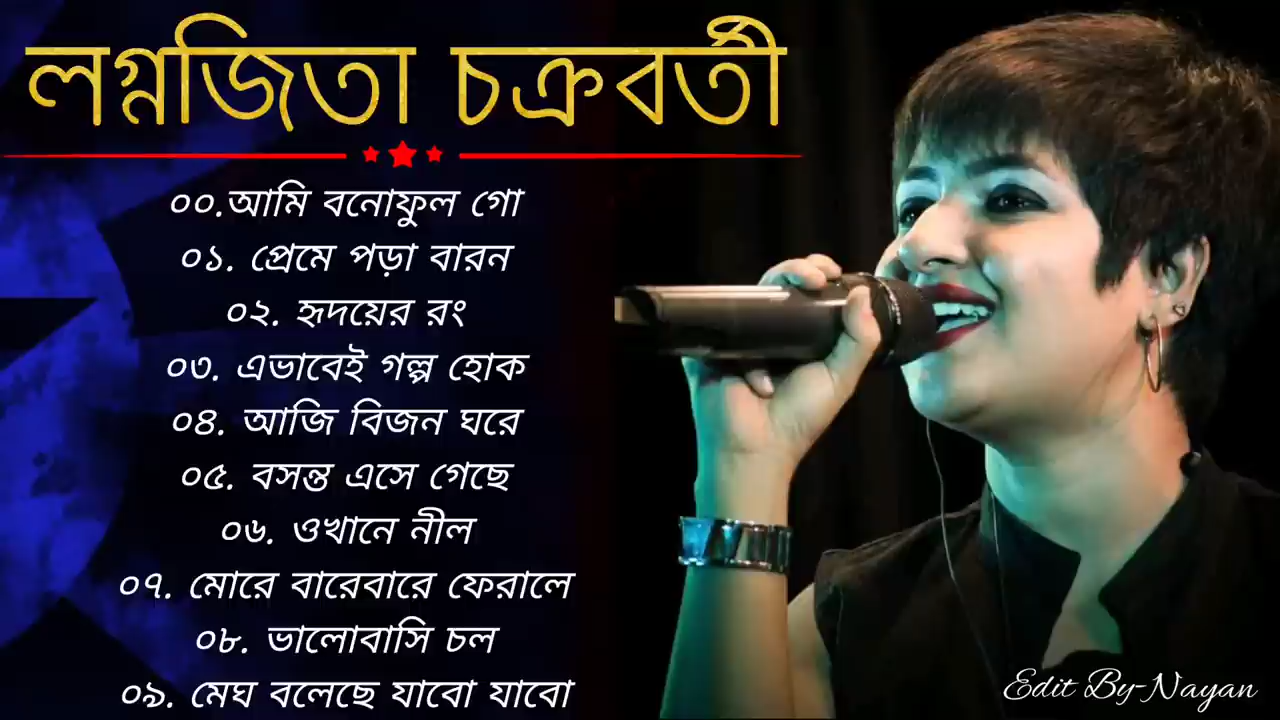 লগ্নজিতা চক্রবর্তী
০০.আমি বনোফুল গো
০১. প্রেমে পড়া বারন
০২. হৃদয়ের রং
০৩. এভাবেই গল্প হোক
০৪. আজি বিজন ঘরে
০৫. বসন্ত এসে গেছে
০৬. ওখানে নীল
০৭. মোরে বারেবারে ফেরালে
০৮. ভালোবাসি চল
০৯. মেঘ বলেছে যাবো যাবো
Edit By-Nayan